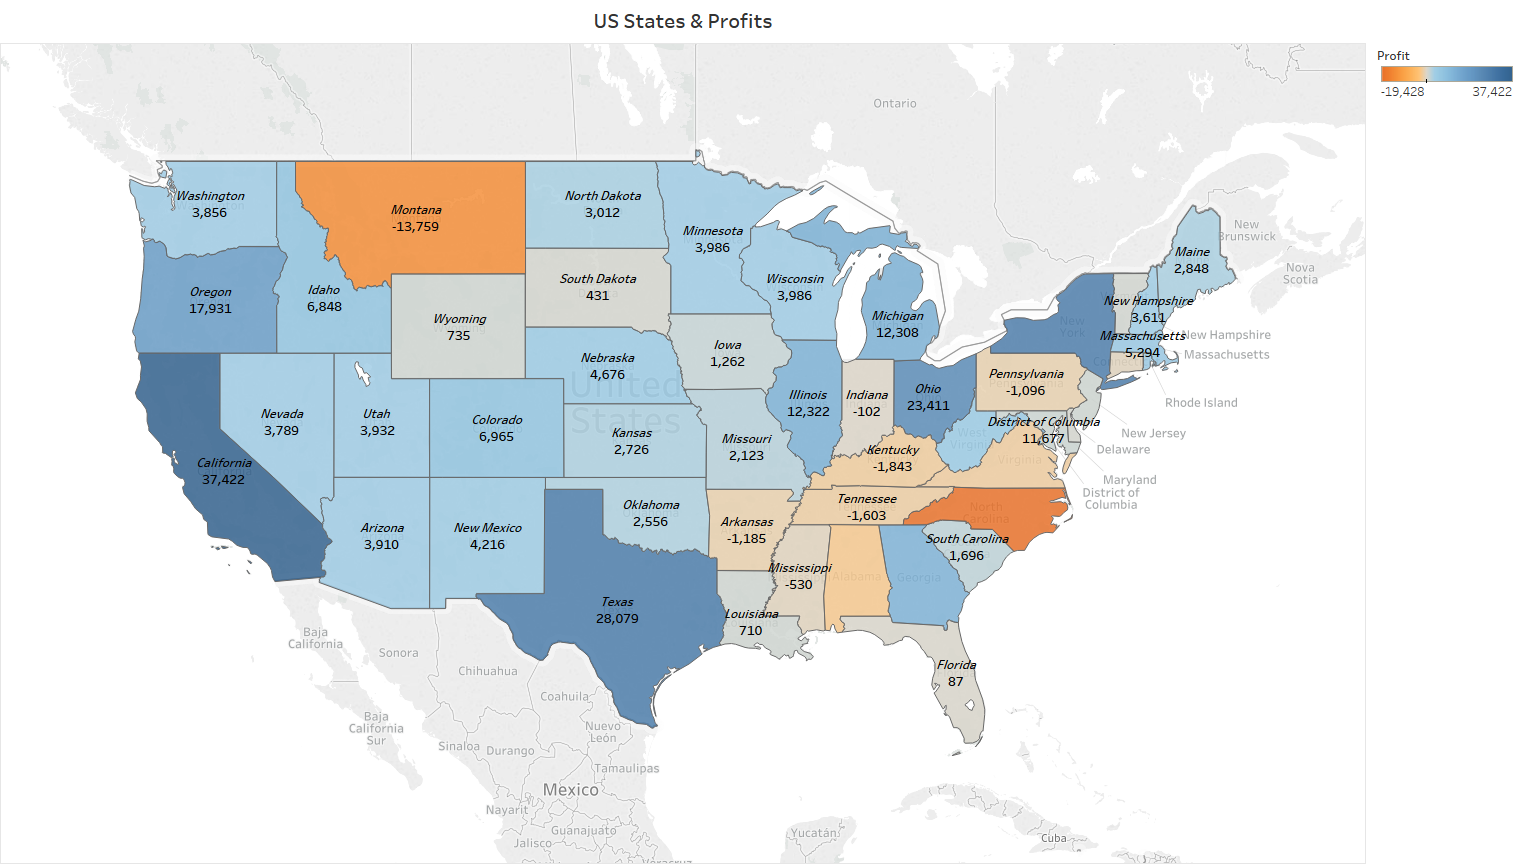 US States & Profits
Profit
-19,428 37,422
Ontario
Washington
3,856
Montana
-13,759
North Dakota
3,012
Minnesota
3,986
New
Brunswick
Maine
2,848
Nova
Scotia
Oregon
17,931
Idaho
6,848
South Dakota
431
Wisconsin
3,986
Michigan
12,308
New Hampshire
3,611
New York
Wyoming
735
Massachusetts
5,294
New Hampshire
Massachusetts
Iowa
1,262
Nebraska
4,676
United
States
Pennsylvania
-1,096
Illinois
12,322
Indiana
-102
Ohio
23,411
Rhode Island
Nevada
3,789
Utah
3,932
Colorado
6,965
Kansas
2,726
Missouri
2,123
West
Virginia
District of Columbia
11,677
New Jersey
Delaware
Virginia
Kentucky
-1,843
California
37,422
Maryland
District of
Columbia
Arizona
3,910
New Mexico
4,216
Oklahoma
2,556
Arkansas
-1,185
Tennessee
-1,603
North
Carolina
South Carolina
1,696
Mississippi
-530
Alabama
Georgia
Texas
28,079
Louisiana
710
Florida
87
Baja
California
Sonora
Chihuahua
Coahuila
Baja
California
Sur
Nuevo
León
Sinaloa
Durango
Tamaulipas
Mexico
Nayarit
Guanajuato
Jalisco
Yucatán
Cuba
Veracruz